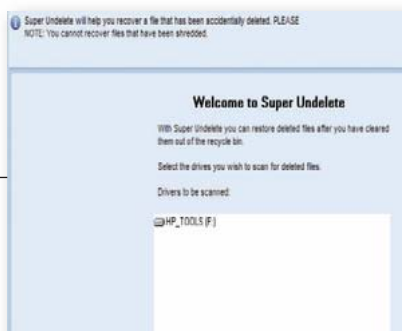 Super Undelete will help you recover a file that has been accidentially deleted. PLEASE
NOTE: You cannot recover files that have been shredded.
Welcome to Super Undelete
With Super Undelete you can restore deleted files after you have cleared
them out of the recycle bin.
Select the drives you wish to scan for deleted files.
Drivers to be scanned:
HP_TOOLS (F:)